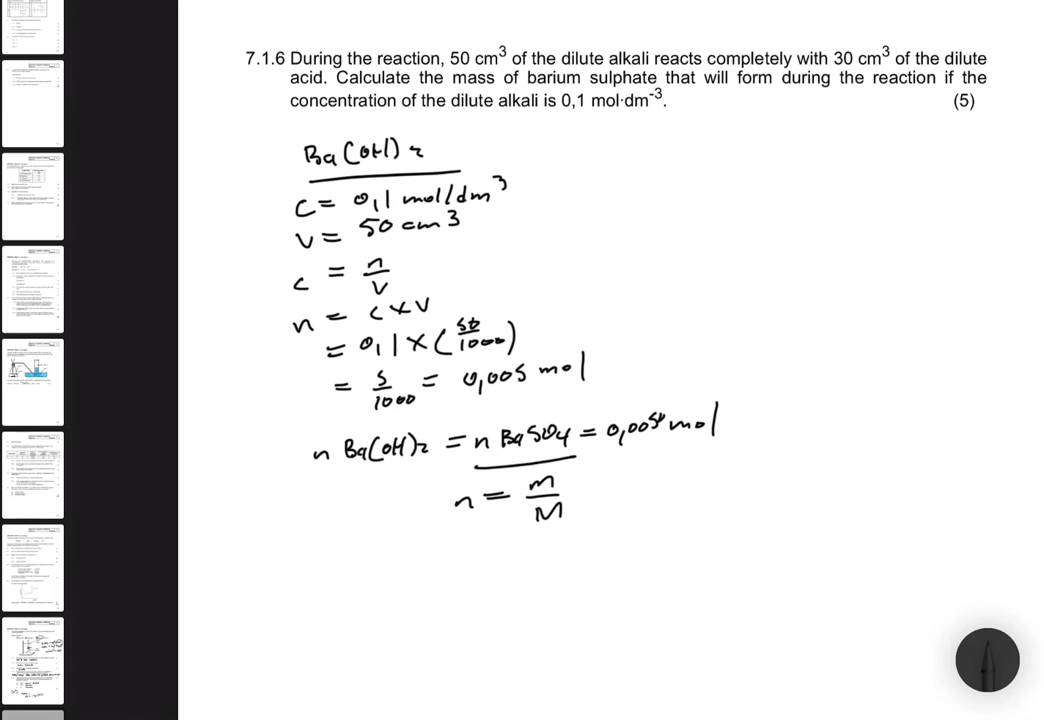 7.1.6 During the reaction, 50 cm³ of the dilute alkali reacts completely with 30 cm³ of the dilute
acid. Calculate the mass of barium sulphate that will form during the reaction if the
concentration of the dilute alkali is 0,1 mol·dm⁻³. (5)
Ba(OH)₂
c = 0,1 mol/dm³
v = 50 cm³
c = n/v
n = c×v
= 0,1 × (50/1000)
= 5/1000 = 0,005 mol
n Ba(OH)₂ = n BaSO₄ = 0,005 mol
n = m/M